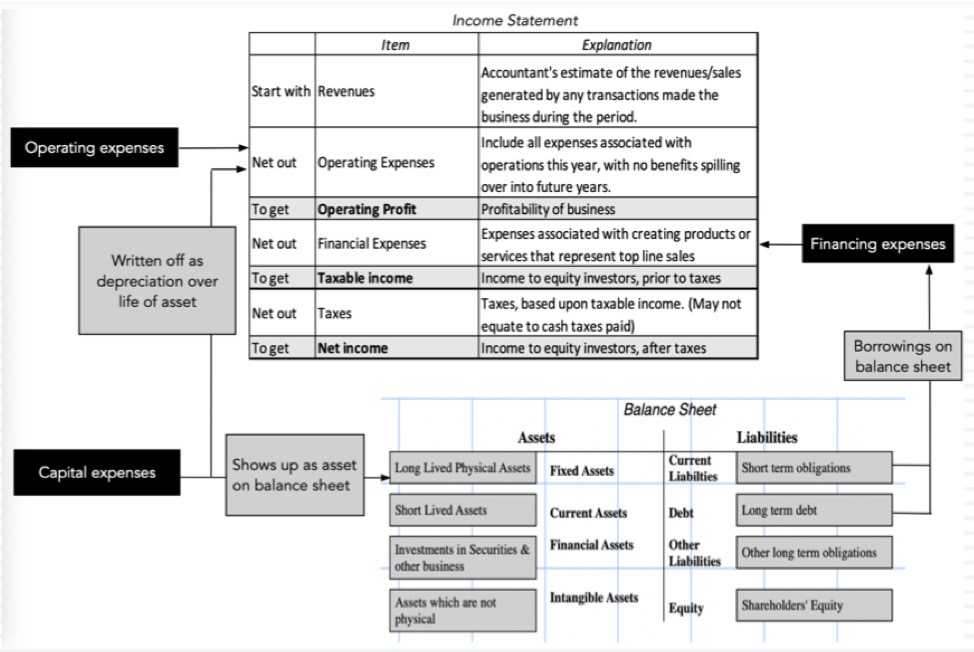 Income Statement
Item Explanation
Start with Revenues Accountant's estimate of the revenues/sales
generated by any transactions made the
business during the period.
Operating expenses
Net out Operating Expenses Include all expenses associated with
operations this year, with no benefits spilling
over into future years.
To get Operating Profit Profitability of business
Net out Financial Expenses Expenses associated with creating products or
services that represent top line sales
Financing expenses
Written off as
depreciation over
life of asset
To get Taxable income Income to equity investors, prior to taxes
Net out Taxes Taxes, based upon taxable income. (May not
equate to cash taxes paid)
To get Net income Income to equity investors, after taxes
Borrowings on
balance sheet
Balance Sheet
Assets Liabilities
Capital expenses
Shows up as asset
on balance sheet
Long Lived Physical Assets Fixed Assets
Current
Liabilties
Short term obligations
Short Lived Assets Current Assets Debt Long term debt
Investments in Securities &
other business
Financial Assets
Other
Liabilities
Other long term obligations
Assets which are not
physical
Intangible Assets
Equity Shareholders' Equity